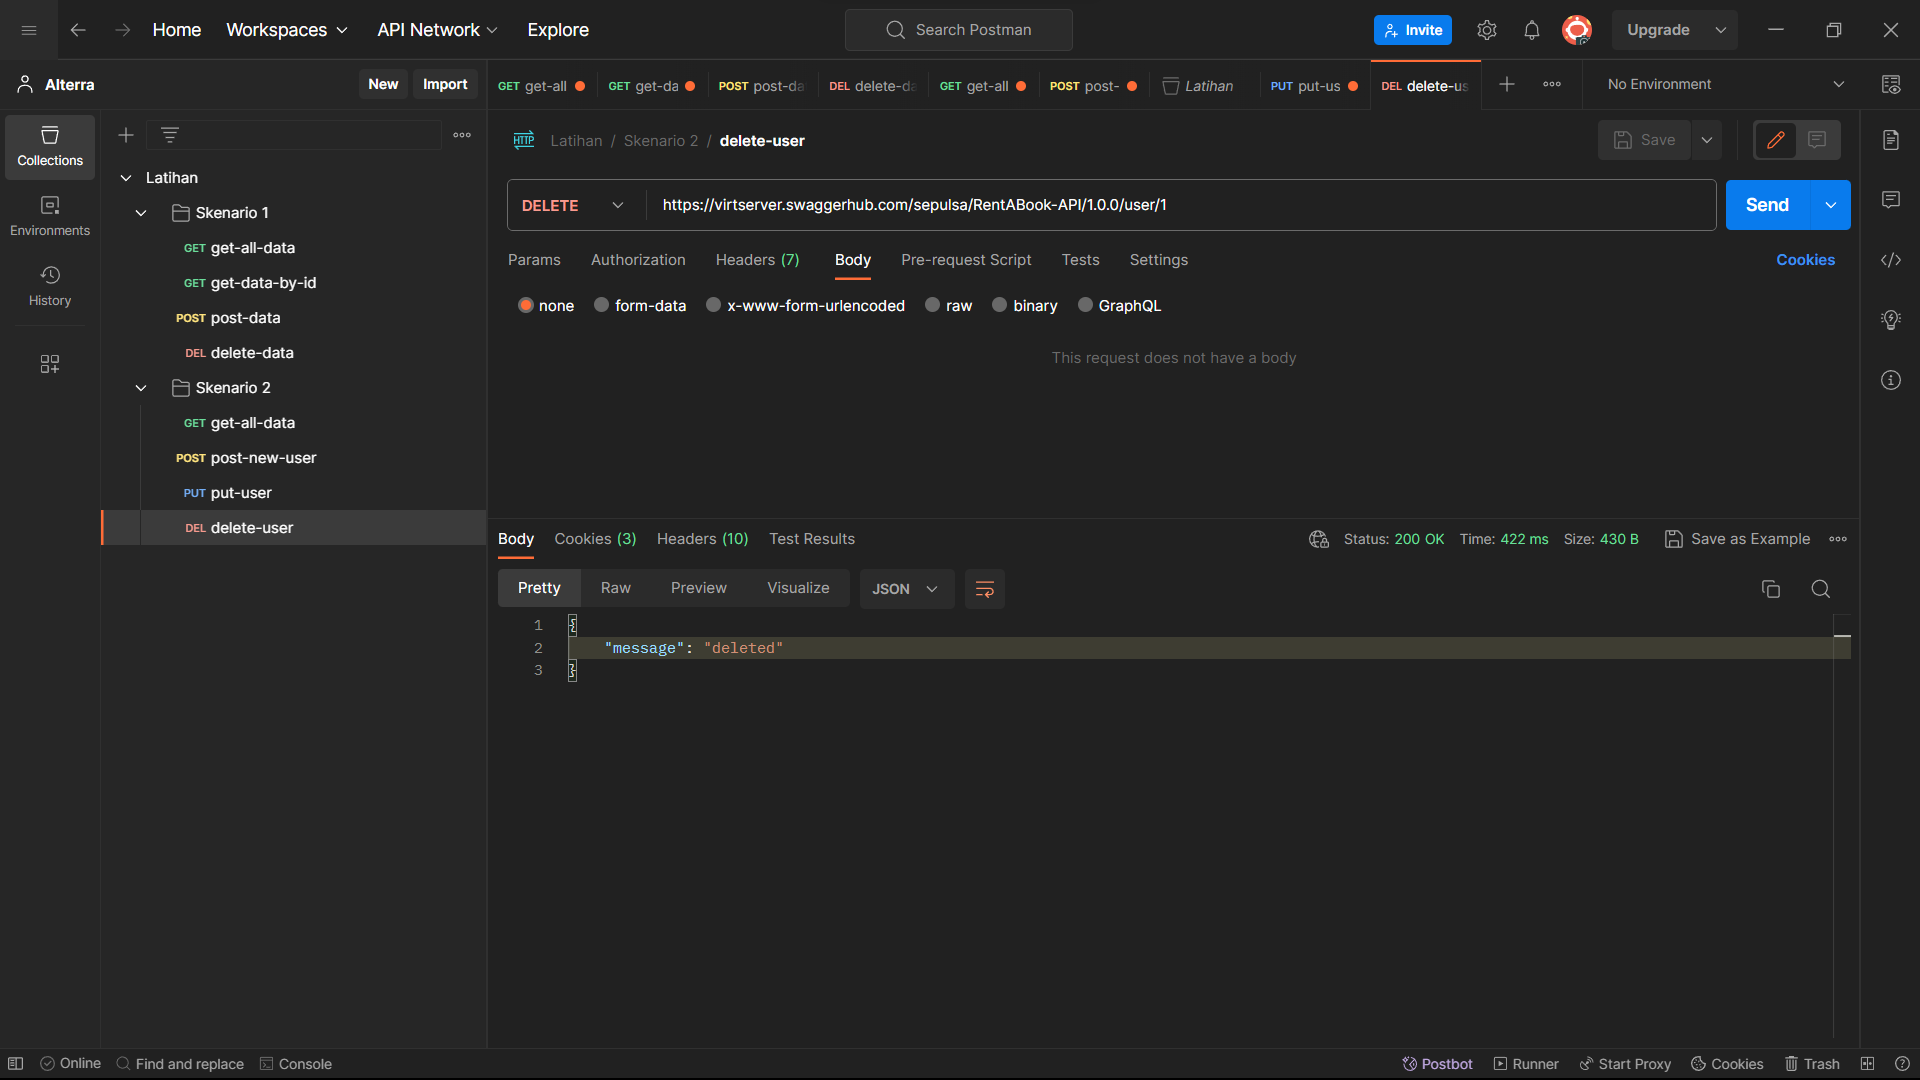 Home Workspaces API Network Explore Search Postman Invite Upgrade
Alterra New Import
GET get-all GET get-da POST post-da DEL delete-da GET get-all POST post- Latihan PUT put-us DEL delete-us No Environment
Collections
Environments
History
Latihan
Skenario 1
GET get-all-data
GET get-data-by-id
POST post-data
DEL delete-data
Skenario 2
GET get-all-data
POST post-new-user
PUT put-user
DEL delete-user
HTTP Latihan / Skenario 2 / delete-user Save
DELETE https://virtserver.swaggerhub.com/sepulsa/RentABook-API/1.0.0/user/1 Send
Params Authorization Headers (7) Body Pre-request Script Tests Settings Cookies
none form-data x-www-form-urlencoded raw binary GraphQL
This request does not have a body
Body Cookies (3) Headers (10) Test Results Status: 200 OK Time: 422 ms Size: 430 B Save as Example
Pretty Raw Preview Visualize JSON
1 {
2 "message": "deleted"
3 }
Online Find and replace Console Postbot Runner Start Proxy Cookies Trash